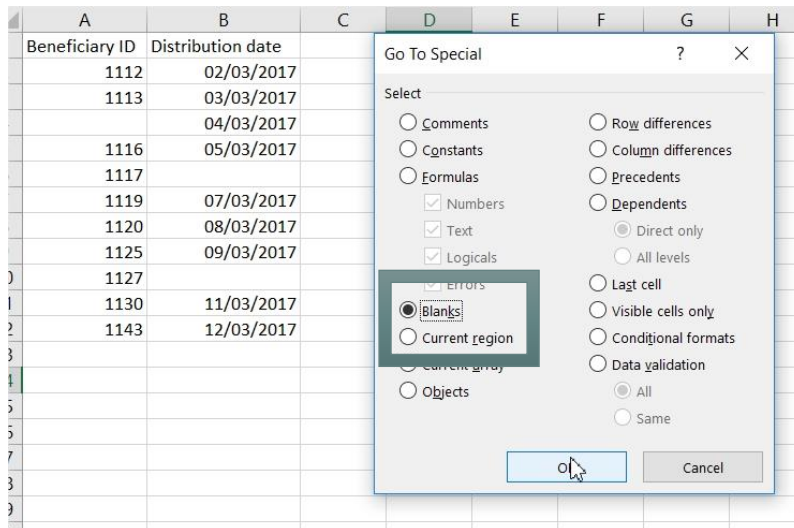 A B C D E F G H
Beneficiary ID Distribution date
1112 02/03/2017
1113 03/03/2017
04/03/2017
1116 05/03/2017
1117
1119 07/03/2017
1120 08/03/2017
1125 09/03/2017
1127
1130 11/03/2017
1143 12/03/2017
Go To Special ? X
Select
Comments
Constants
Formulas
Numbers
Text
Logicals
Errors
Blanks
Current region
Current array
Objects
Row differences
Column differences
Precedents
Dependents
Direct only
All levels
Last cell
Visible cells only
Conditional formats
Data validation
All
Same
OK Cancel